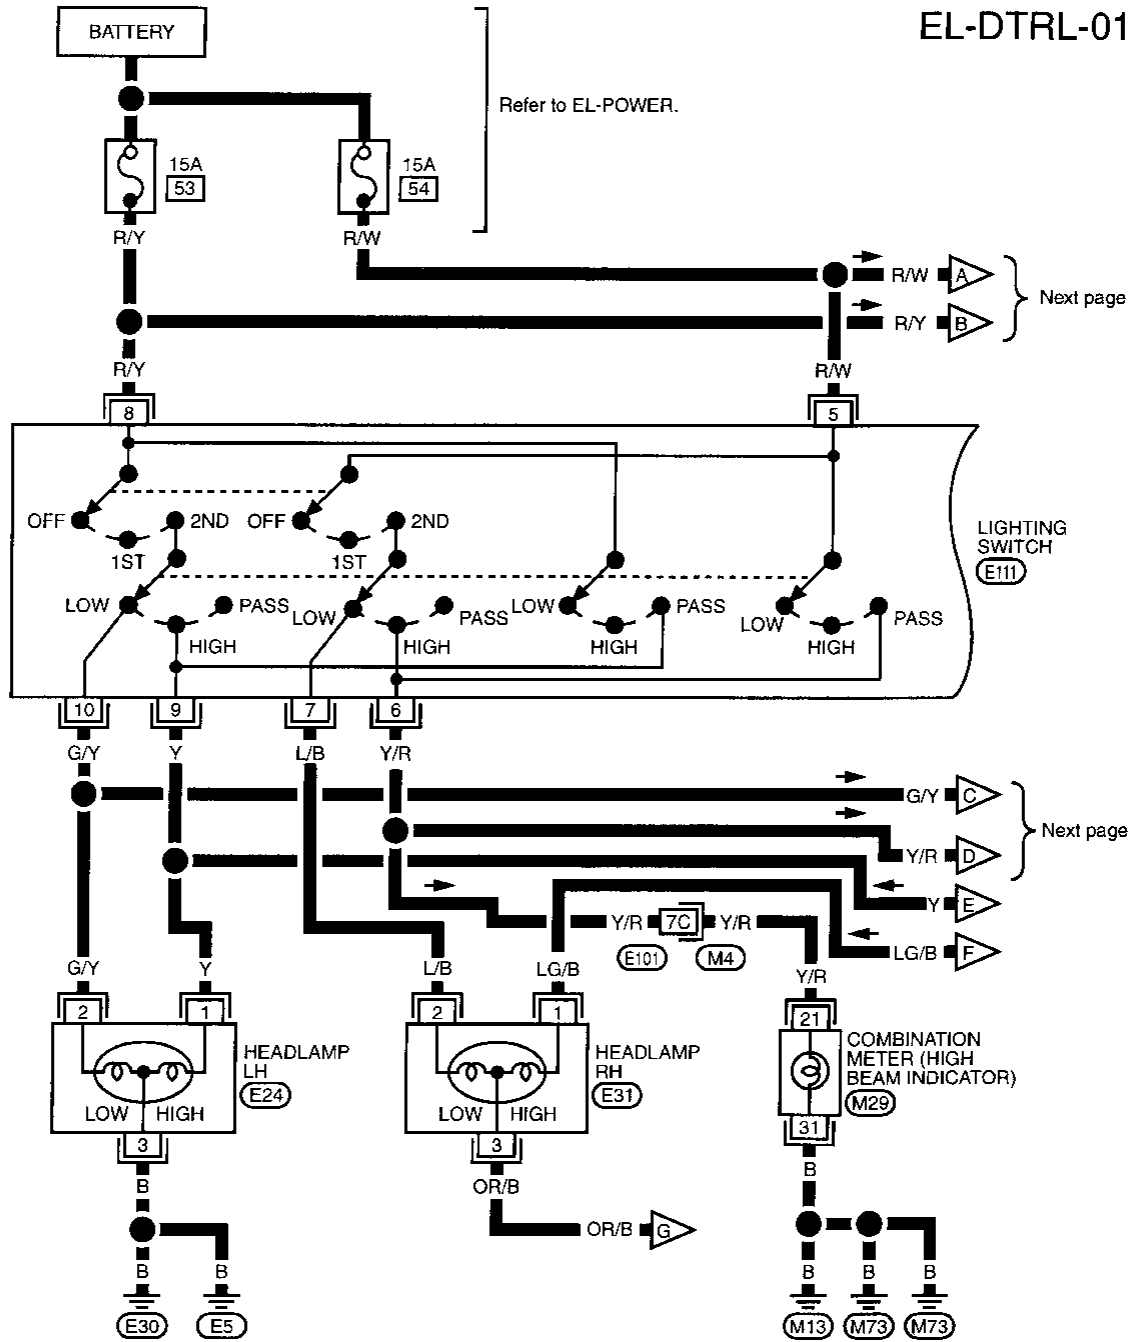 EL-DTRL-01
BATTERY
Refer to EL-POWER.
15A
53
15A
54
R/Y
R/W
R/W
A
Next page
R/Y
B
R/Y
R/W
8
5
OFF
2ND
OFF
2ND
1ST
1ST
LIGHTING
SWITCH
E111
LOW
PASS
LOW
PASS
LOW
PASS
LOW
PASS
HIGH
HIGH
HIGH
HIGH
10
9
7
6
G/Y
Y
L/B
Y/R
G/Y
C
Next page
Y/R
D
Y
E
Y/R
7C
Y/R
E101
M4
LG/B
F
G/Y
Y
L/B
LG/B
Y/R
2
1
2
1
21
HEADLAMP
LH
E24
HEADLAMP
RH
E31
COMBINATION
METER (HIGH
BEAM INDICATOR)
M29
LOW
HIGH
LOW
HIGH
3
3
31
B
OR/B
B
OR/B
G
B
B
B
B
B
E30
E5
M13
M73
M73